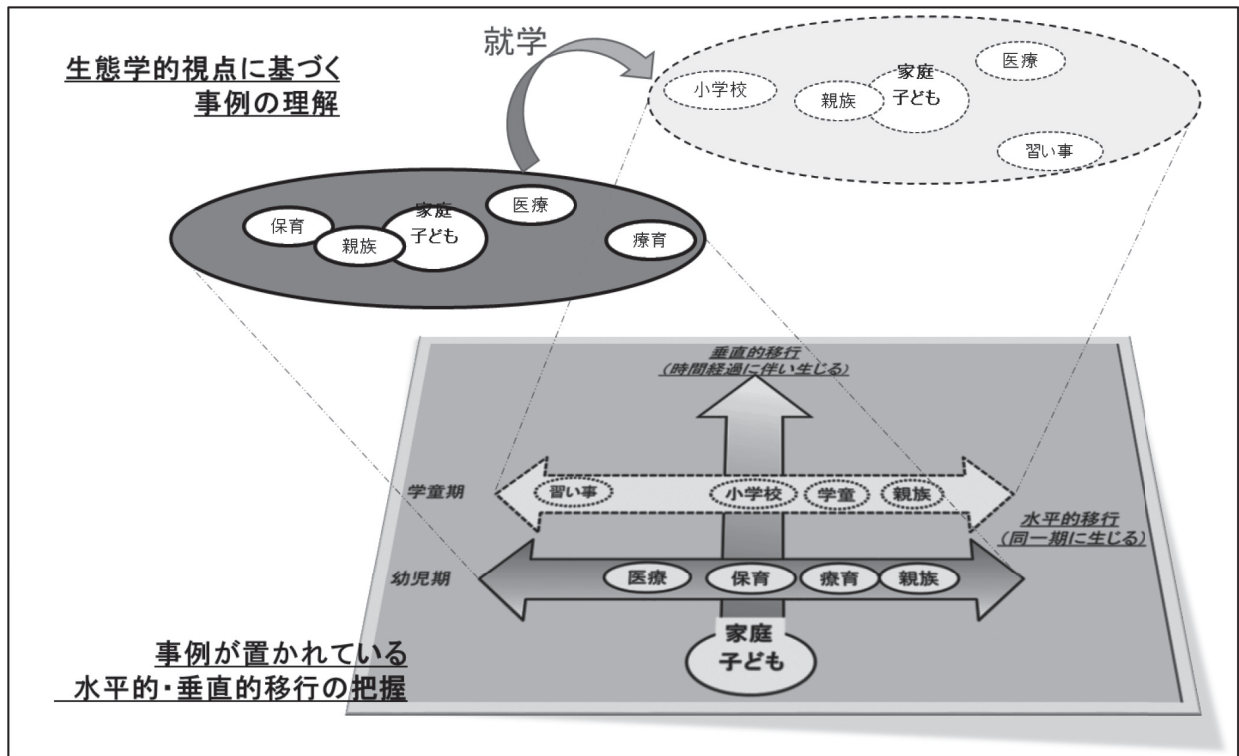 生態学的視点に基づく
事例の理解
就学
小学校
親族
家庭
子ども
医療
習い事
保育
親族
家庭
子ども
医療
療育
垂直的移行
(時間経過に伴い生じる)
学童期
習い事
小学校
学童
親族
水平的移行
(同一期に生じる)
幼児期
医療
保育
療育
親族
家庭
子ども
事例が置かれている
水平的・垂直的移行の把握